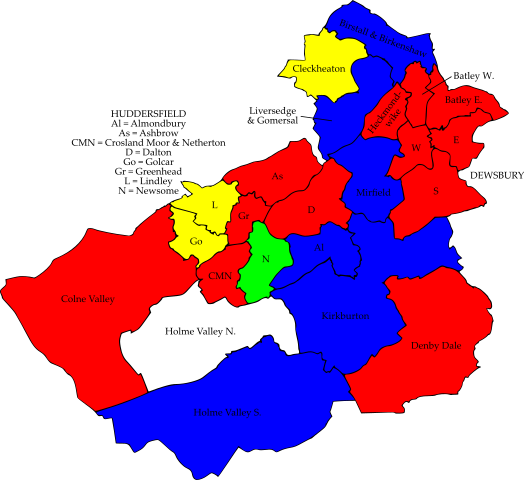 Birstall & Birkenshaw
Cleckheaton
Batley W.
Batley E.
Liversedge
& Gomersal
Heckmond-
wike
HUDDERSFIELD
Al = Almondbury
As = Ashbrow
CMN = Crosland Moor & Netherton
D = Dalton
Go = Golcar
Gr = Greenhead
L = Lindley
N = Newsome
E
W
DEWSBURY
As
Mirfield
S
L
Gr
D
Go
Al
N
CMN
Colne Valley
Kirkburton
Holme Valley N.
Denby Dale
Holme Valley S.